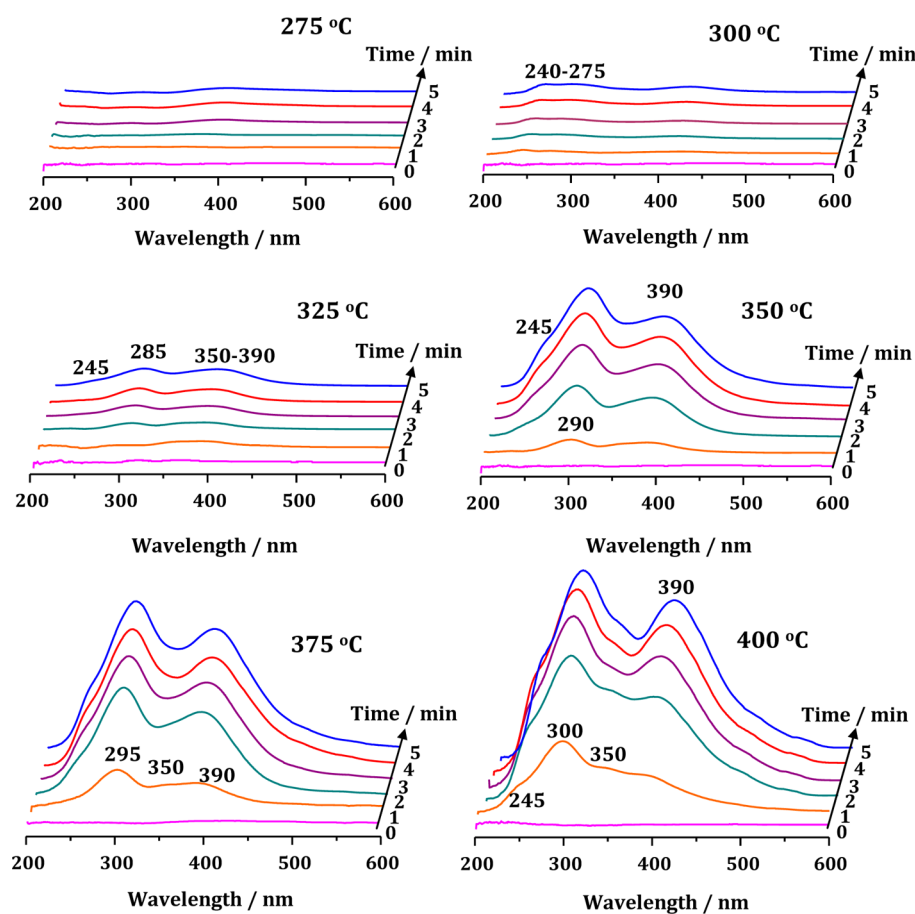 275 °C
Time / min
5
4
3
2
1
0
200 300 400 500 600
Wavelength / nm
300 °C
Time / min
240-275
5
4
3
2
1
0
200 300 400 500 600
Wavelength / nm
325 °C
Time / min
245 285 350-390
5
4
3
2
1
0
200 300 400 500 600
Wavelength / nm
350 °C
Time / min
245 390
290
5
4
3
2
1
0
200 300 400 500 600
Wavelength / nm
375 °C
Time / min
295 350 390
5
4
3
2
1
0
200 300 400 500 600
Wavelength / nm
400 °C
Time / min
390
300
350
245
5
4
3
2
1
0
200 300 400 500 600
Wavelength / nm